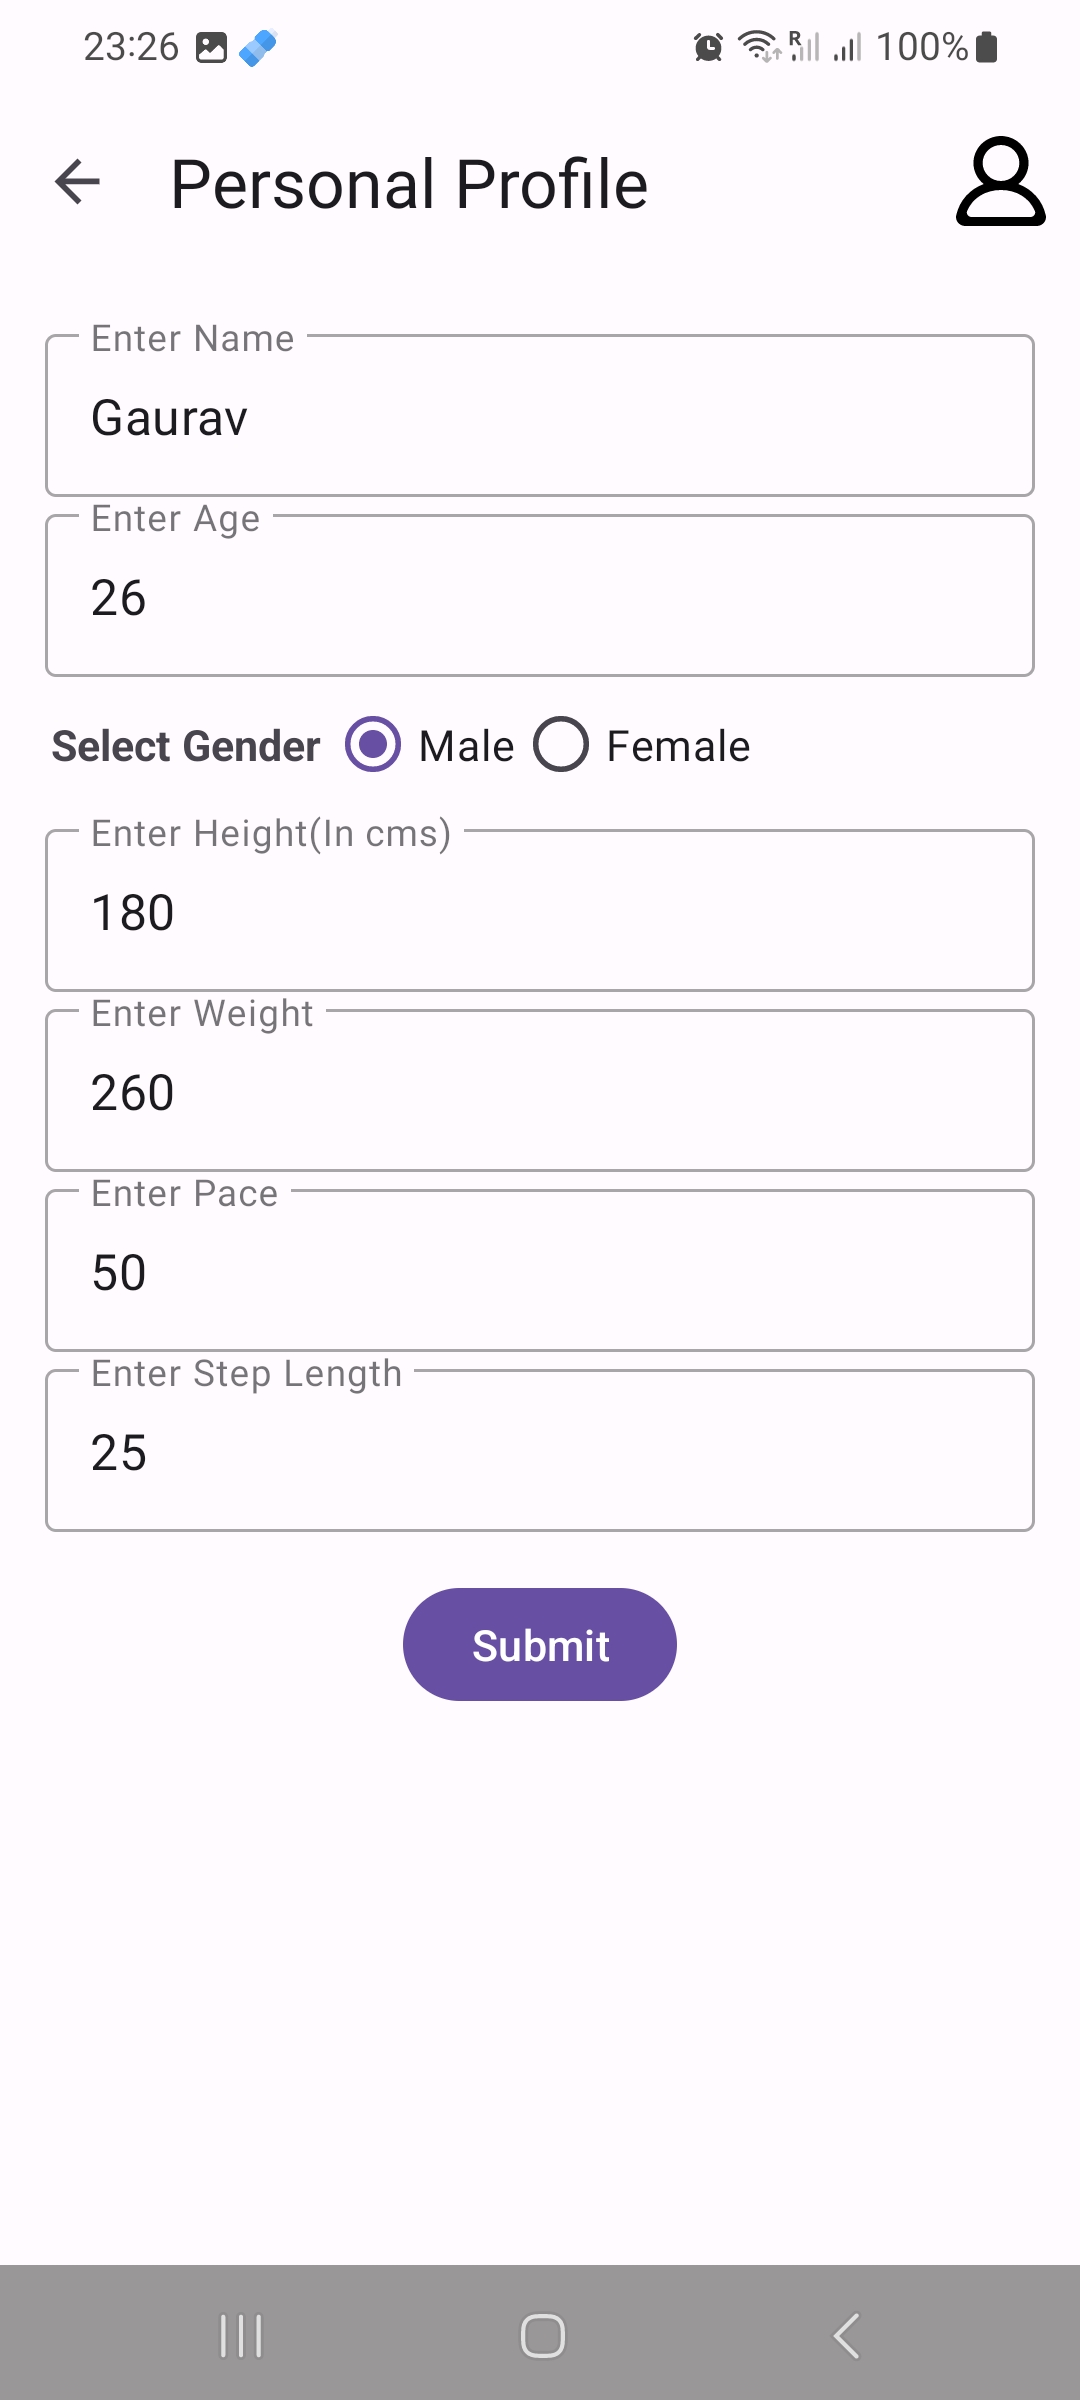 23:26 R 100%
Personal Profile
Enter Name
Gaurav
Enter Age
26
Select Gender Male Female
Enter Height(In cms)
180
Enter Weight
260
Enter Pace
50
Enter Step Length
25
Submit